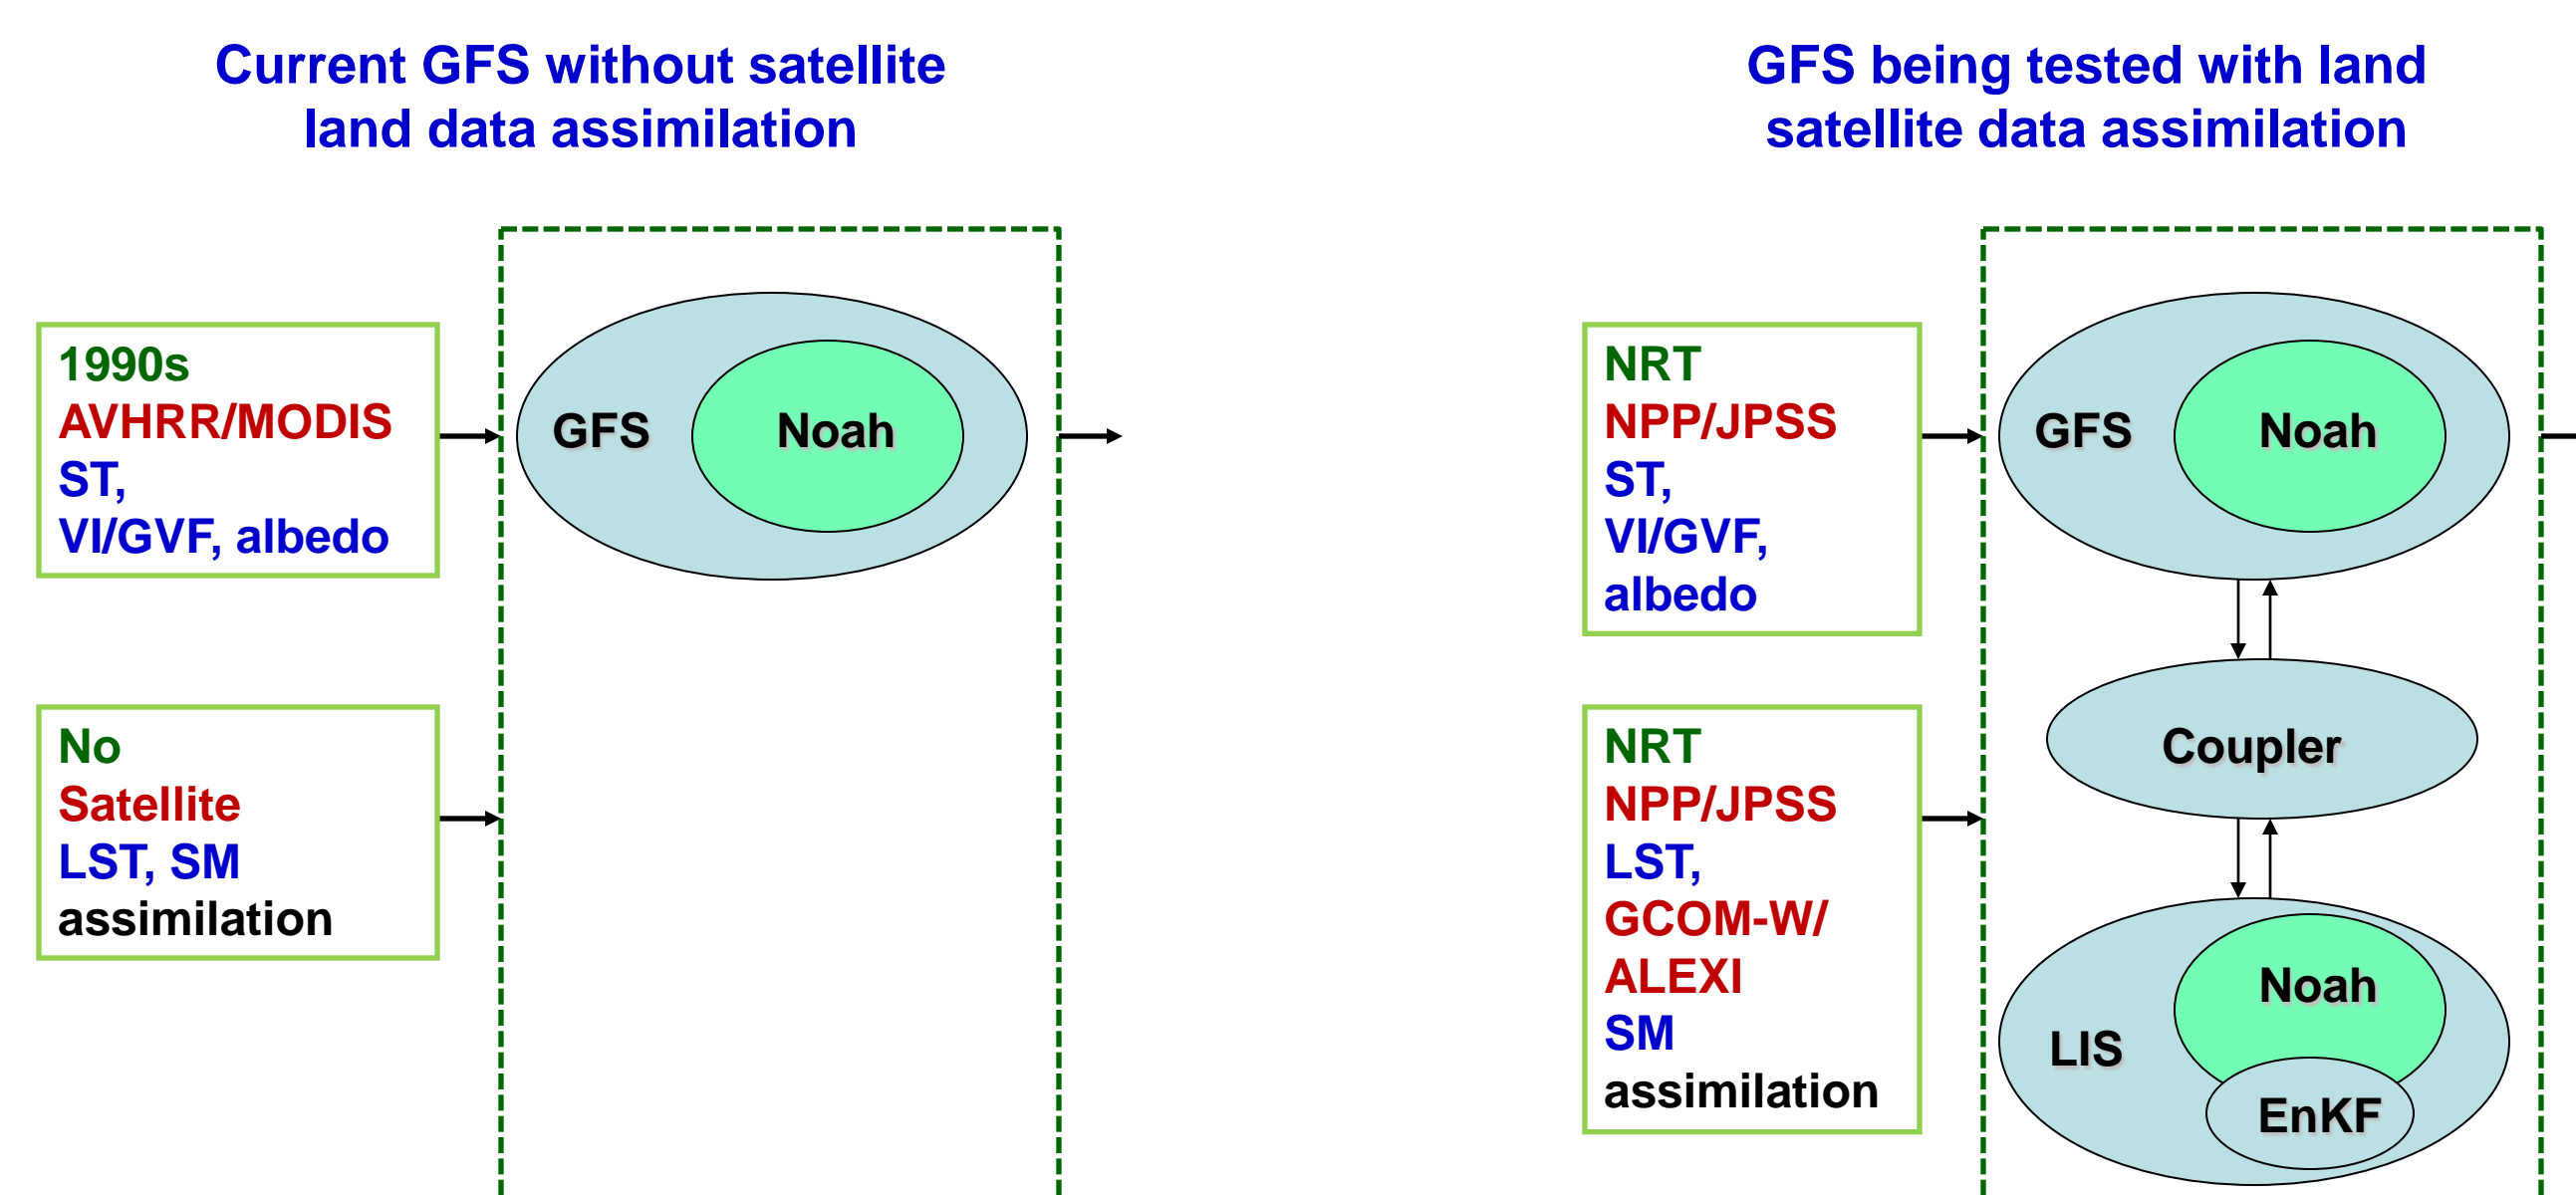 Current GFS without satellite
land data assimilation
1990s
AVHRR/MODIS
ST,
VI/GVF, albedo
GFS
Noah
No
Satellite
LST, SM
assimilation
GFS being tested with land
satellite data assimilation
NRT
NPP/JPSS
ST,
VI/GVF,
albedo
GFS
Noah
Coupler
NRT
NPP/JPSS
LST,
GCOM-W/
ALEXI
SM
assimilation
Noah
LIS
EnKF